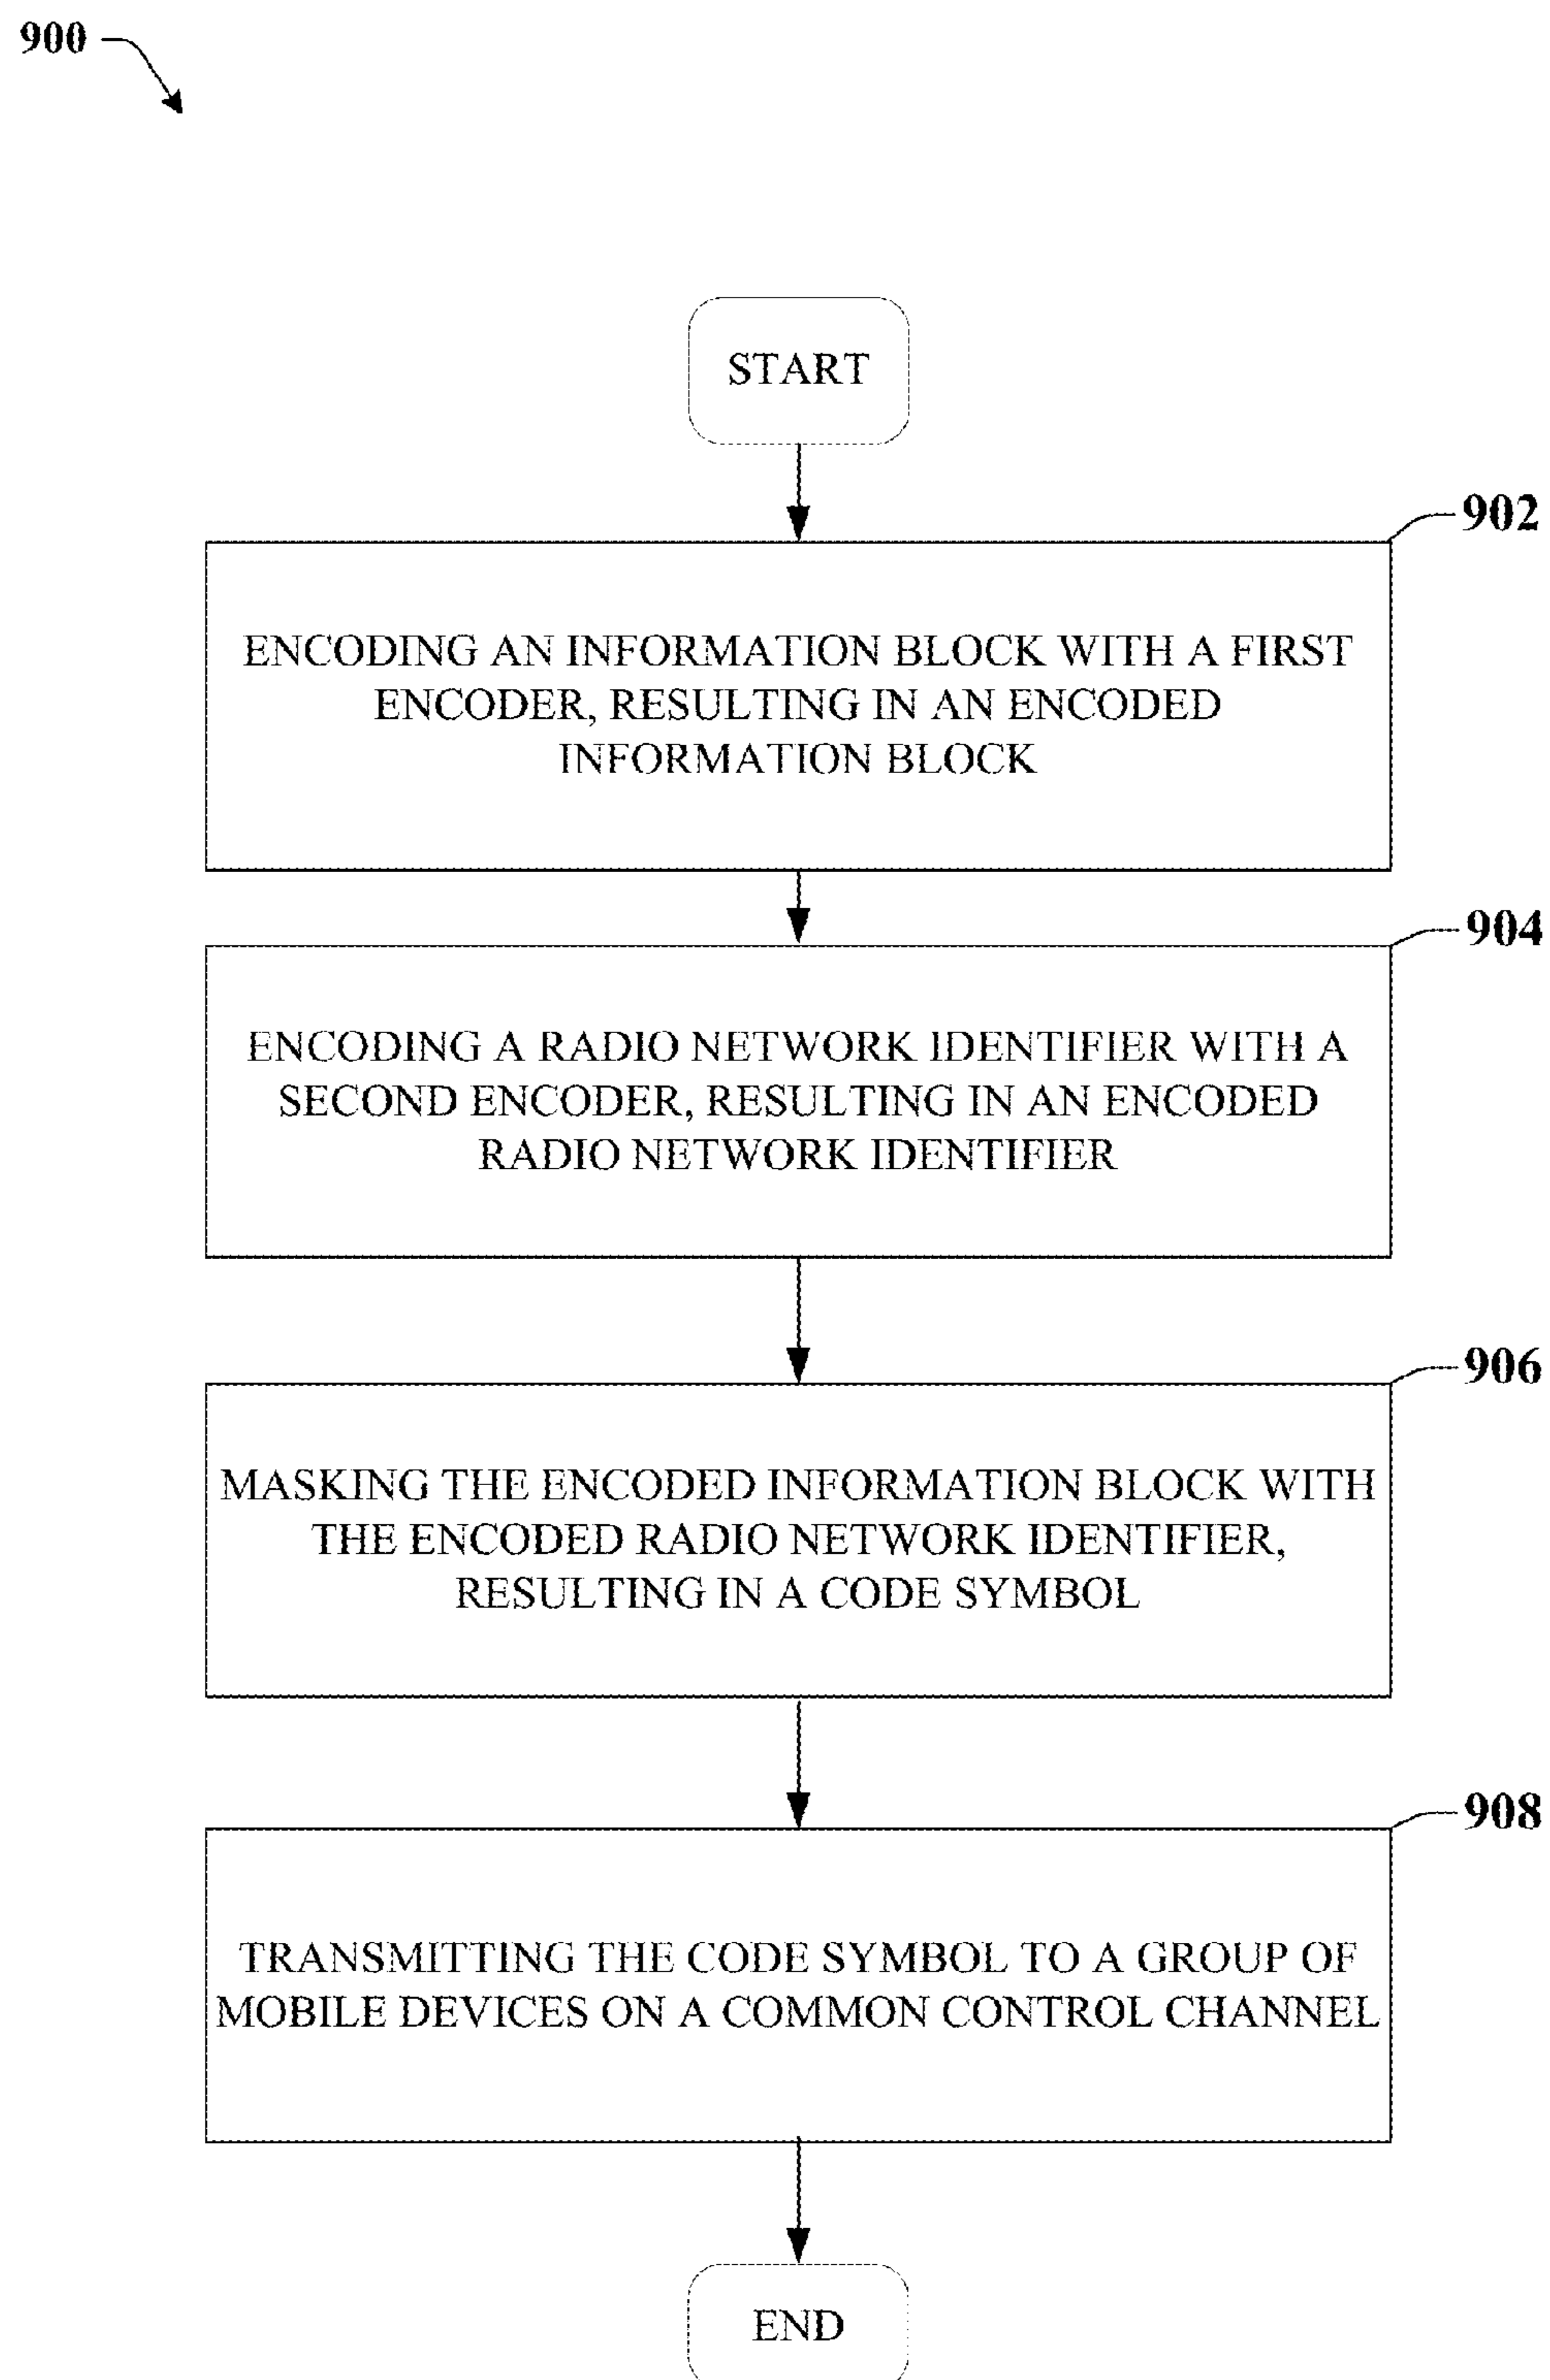 900
START
902
ENCODING AN INFORMATION BLOCK WITH A FIRST
ENCODER, RESULTING IN AN ENCODED
INFORMATION BLOCK
904
ENCODING A RADIO NETWORK IDENTIFIER WITH A
SECOND ENCODER, RESULTING IN AN ENCODED
RADIO NETWORK IDENTIFIER
906
MASKING THE ENCODED INFORMATION BLOCK WITH
THE ENCODED RADIO NETWORK IDENTIFIER,
RESULTING IN A CODE SYMBOL
908
TRANSMITTING THE CODE SYMBOL TO A GROUP OF
MOBILE DEVICES ON A COMMON CONTROL CHANNEL
END